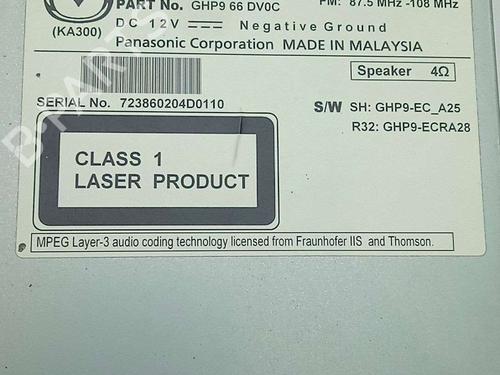 PART No. GHP9 66 DV0C
FM: 87.5 MHz -108 MHz
(KA300)
DC 12V Negative Ground
Panasonic Corporation MADE IN MALAYSIA
Speaker 4Ω
SERIAL No. 723860204D0110
S/W SH: GHP9-EC_A25
R32: GHP9-ECRA28
CLASS 1
LASER PRODUCT
MPEG Layer-3 audio coding technology licensed from Fraunhofer IIS and Thomson.
B-PARTS